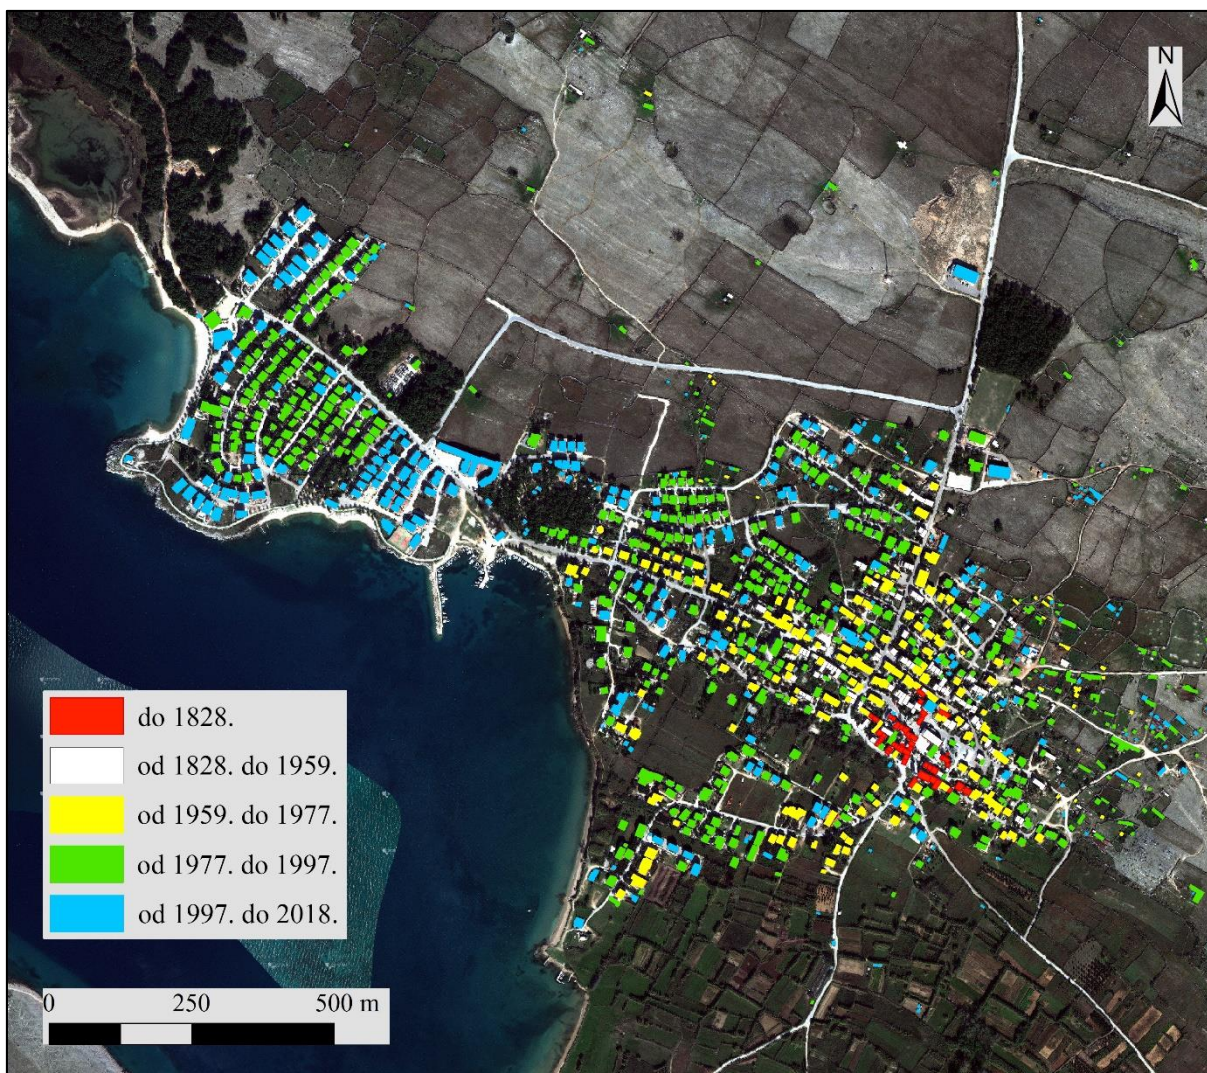 N
do 1828.
od 1828. do 1959.
od 1959. do 1977.
od 1977. do 1997.
od 1997. do 2018.
0 250 500 m